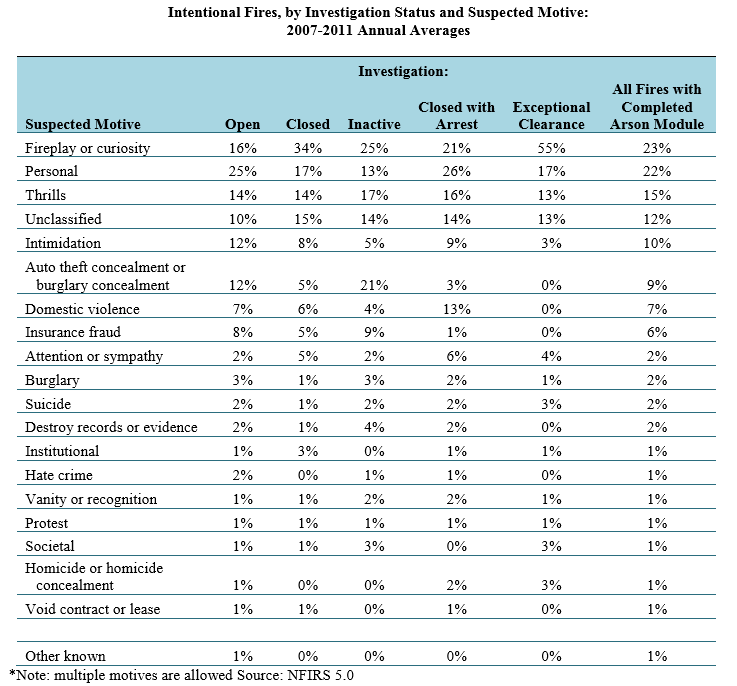 Intentional Fires, by Investigation Status and Suspected Motive:
2007-2011 Annual Averages
Investigation:
Suspected Motive Open Closed Inactive Closed with Arrest Exceptional Clearance All Fires with Completed Arson Module
Fireplay or curiosity 16% 34% 25% 21% 55% 23%
Personal 25% 17% 13% 26% 17% 22%
Thrills 14% 14% 17% 16% 13% 15%
Unclassified 10% 15% 14% 14% 13% 12%
Intimidation 12% 8% 5% 9% 3% 10%
Auto theft concealment or
burglary concealment 12% 5% 21% 3% 0% 9%
Domestic violence 7% 6% 4% 13% 0% 7%
Insurance fraud 8% 5% 9% 1% 0% 6%
Attention or sympathy 2% 5% 2% 6% 4% 2%
Burglary 3% 1% 3% 2% 1% 2%
Suicide 2% 1% 2% 2% 3% 2%
Destroy records or evidence 2% 1% 4% 2% 0% 2%
Institutional 1% 3% 0% 1% 1% 1%
Hate crime 2% 0% 1% 1% 0% 1%
Vanity or recognition 1% 1% 2% 2% 1% 1%
Protest 1% 1% 1% 1% 1% 1%
Societal 1% 1% 3% 0% 3% 1%
Homicide or homicide
concealment 1% 0% 0% 2% 3% 1%
Void contract or lease 1% 1% 0% 1% 0% 1%
Other known 1% 0% 0% 0% 0% 1%
*Note: multiple motives are allowed Source: NFIRS 5.0